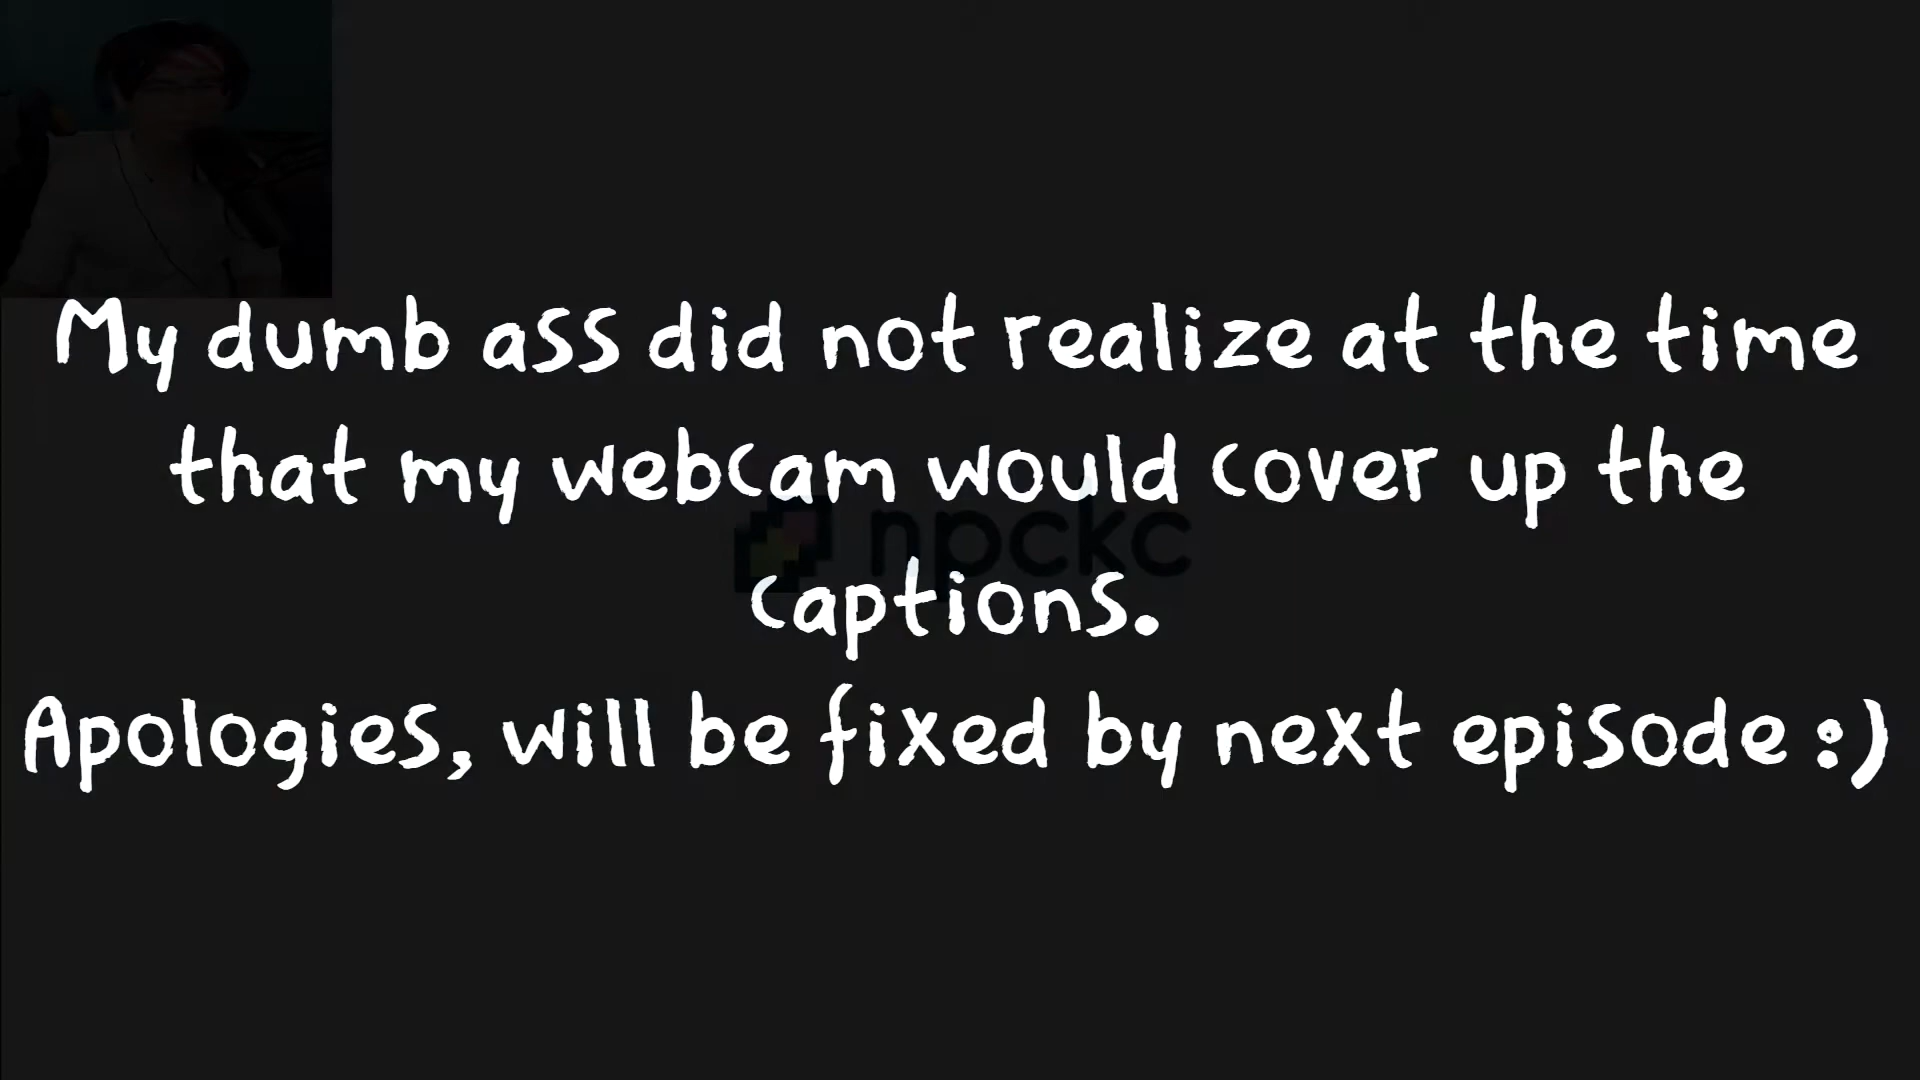 My dumb ass did not realize at the time
that my webcam would cover up the
npckc
captions.
Apologies, will be fixed by next episode :)